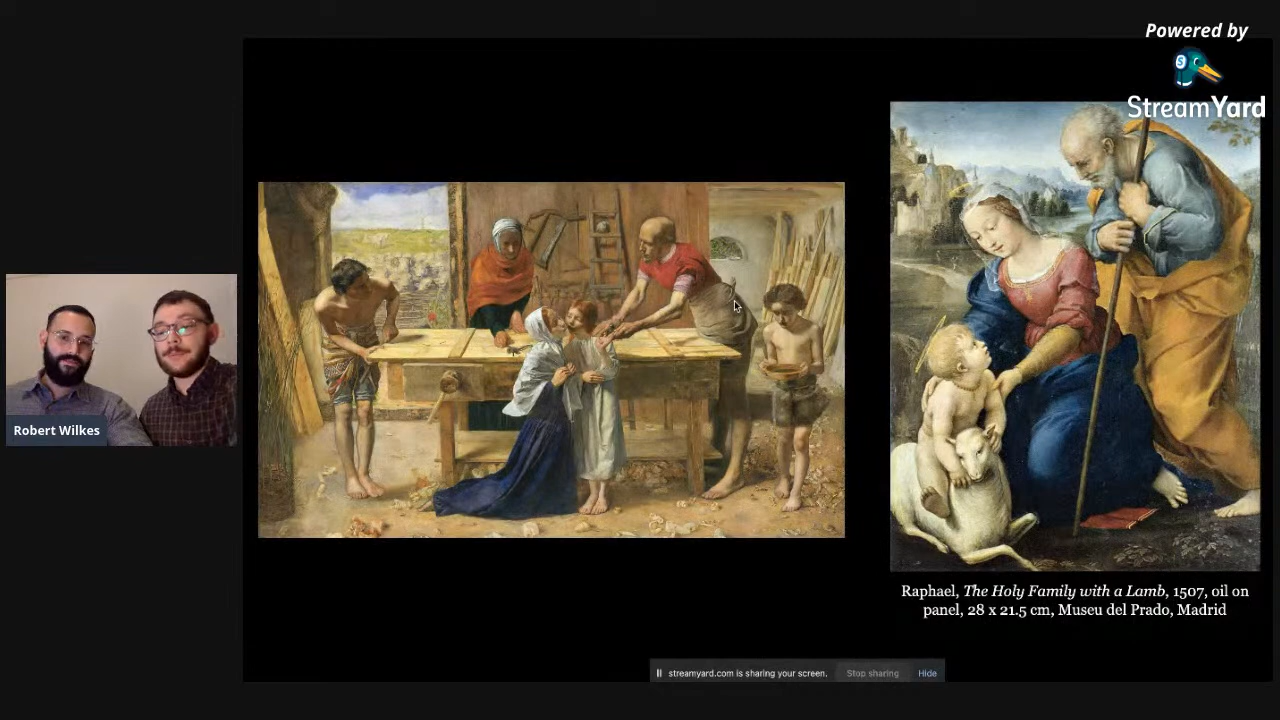 Powered by
StreamYard
Robert Wilkes
Raphael, The Holy Family with a Lamb, 1507, oil on
panel, 28 x 21.5 cm, Museu del Prado, Madrid
streamyard.com is sharing your screen.
Stop sharing
Hide